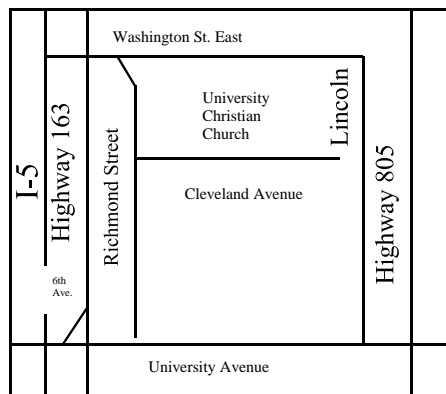 Washington St. East
University
Christian
Church
Lincoln
Highway 163
Richmond Street
I-5
Cleveland Avenue
Highway 805
6th
Ave.
University Avenue